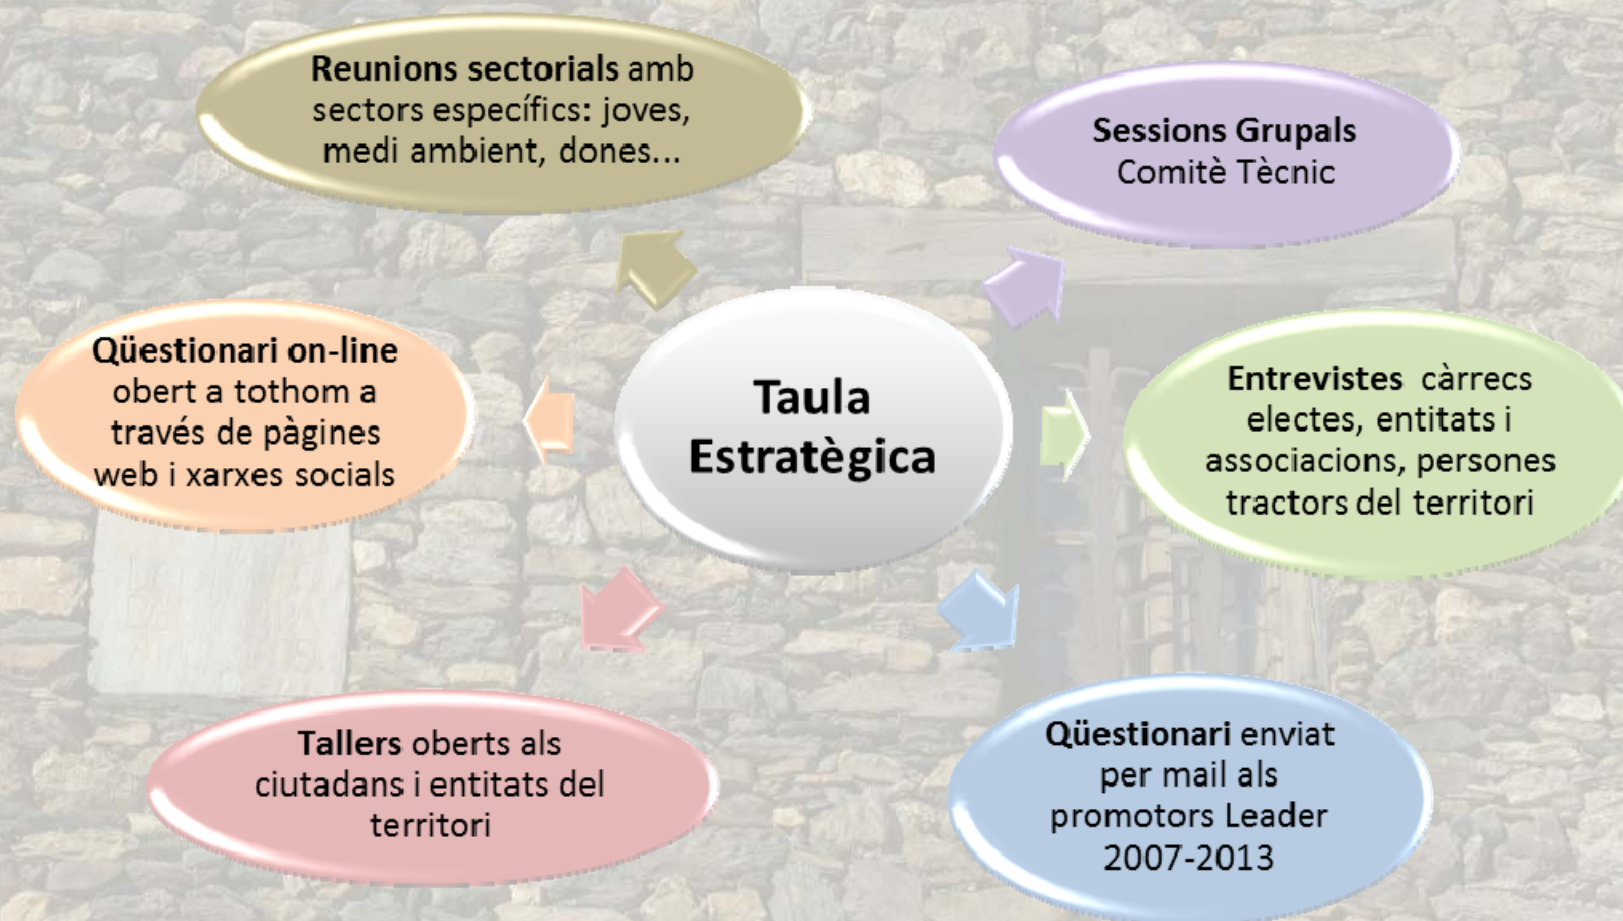 Reunions sectorials amb
sectors específics: joves,
medi ambient, dones...
Sessions Grupals
Comitè Tècnic
Qüestionari on-line
obert a tothom a
través de pàgines
web i xarxes socials
Taula
Estratègica
Entrevistes càrrecs
electes, entitats i
associacions, persones
tractors del territori
Tallers oberts als
ciutadans i entitats del
territori
Qüestionari enviat
per mail als
promotors Leader
2007-2013